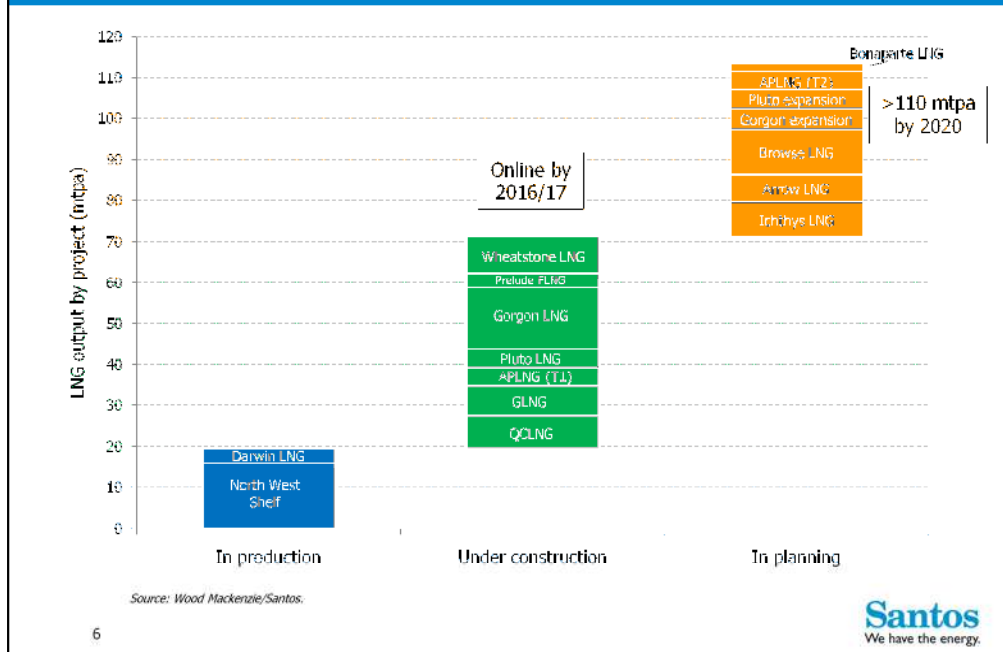 LNG output by project (mtpa)
120
110
100
90
80
70
60
50
40
30
20
10
0
Darwin LNG
North West
Shelf
Online by
2016/17
Wheatstone LNG
Prelude FLNG
Gorgon LNG
Pluto LNG
APLNG (T1)
GLNG
QCLNG
Bonaparte LNG
APLNG (T2)
Pluto expansion
Gorgon expansion
Browse LNG
Arrow LNG
Ichthys LNG
>110 mtpa
by 2020
In production
Under construction
In planning
Source: Wood Mackenzie/Santos.
6
Santos
We have the energy.